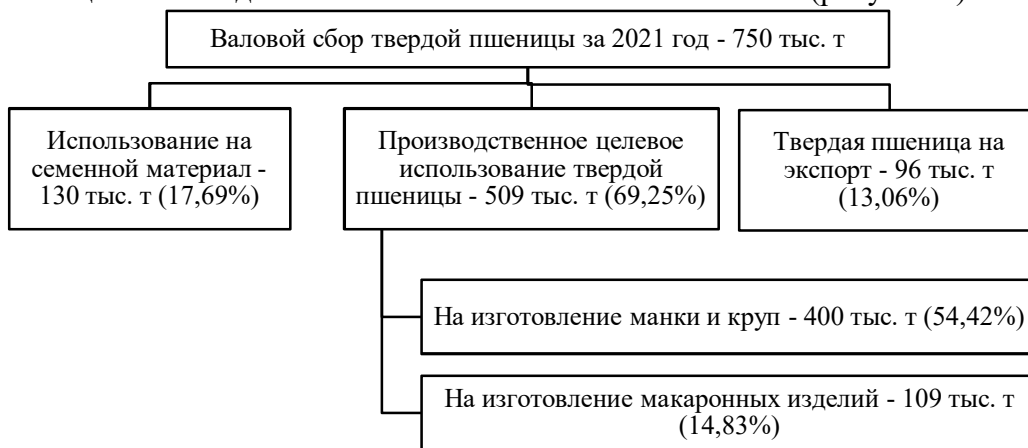 Валовой сбор твердой пшеницы за 2021 год - 750 тыс. т
Использование на
семенной материал -
130 тыс. т (17,69%)
Производственное целевое
использование твердой
пшеницы - 509 тыс. т (69,25%)
Твердая пшеница на
экспорт - 96 тыс. т
(13,06%)
На изготовление манки и круп - 400 тыс. т (54,42%)
На изготовление макаронных изделий - 109 тыс. т
(14,83%)